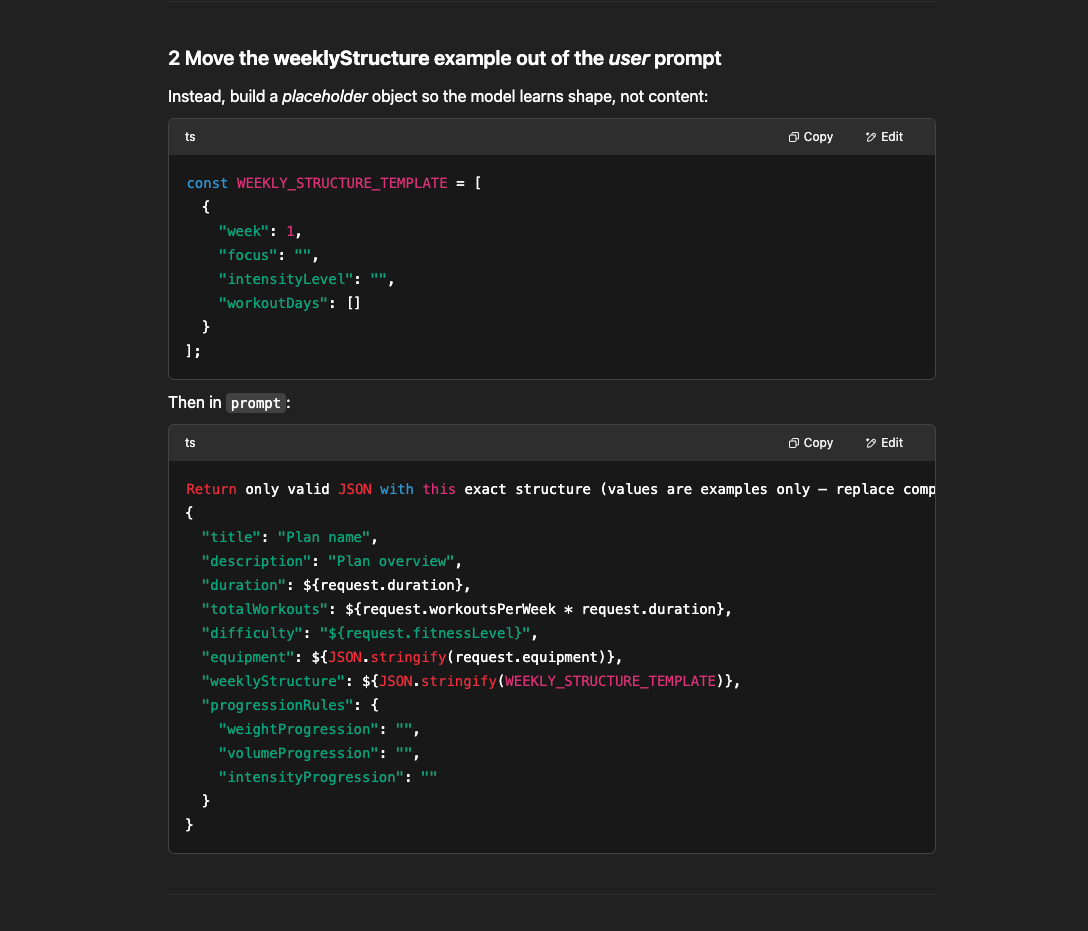 2 Move the weeklyStructure example out of the user prompt
Instead, build a placeholder object so the model learns shape, not content:
ts Copy Edit
const WEEKLY_STRUCTURE_TEMPLATE = [
  {
    "week": 1,
    "focus": "",
    "intensityLevel": "",
    "workoutDays": []
  }
];
Then in prompt:
ts Copy Edit
Return only valid JSON with this exact structure (values are examples only – replace comp
{
  "title": "Plan name",
  "description": "Plan overview",
  "duration": ${request.duration},
  "totalWorkouts": ${request.workoutsPerWeek * request.duration},
  "difficulty": "${request.fitnessLevel}",
  "equipment": ${JSON.stringify(request.equipment)},
  "weeklyStructure": ${JSON.stringify(WEEKLY_STRUCTURE_TEMPLATE)},
  "progressionRules": {
    "weightProgression": "",
    "volumeProgression": "",
    "intensityProgression": ""
  }
}